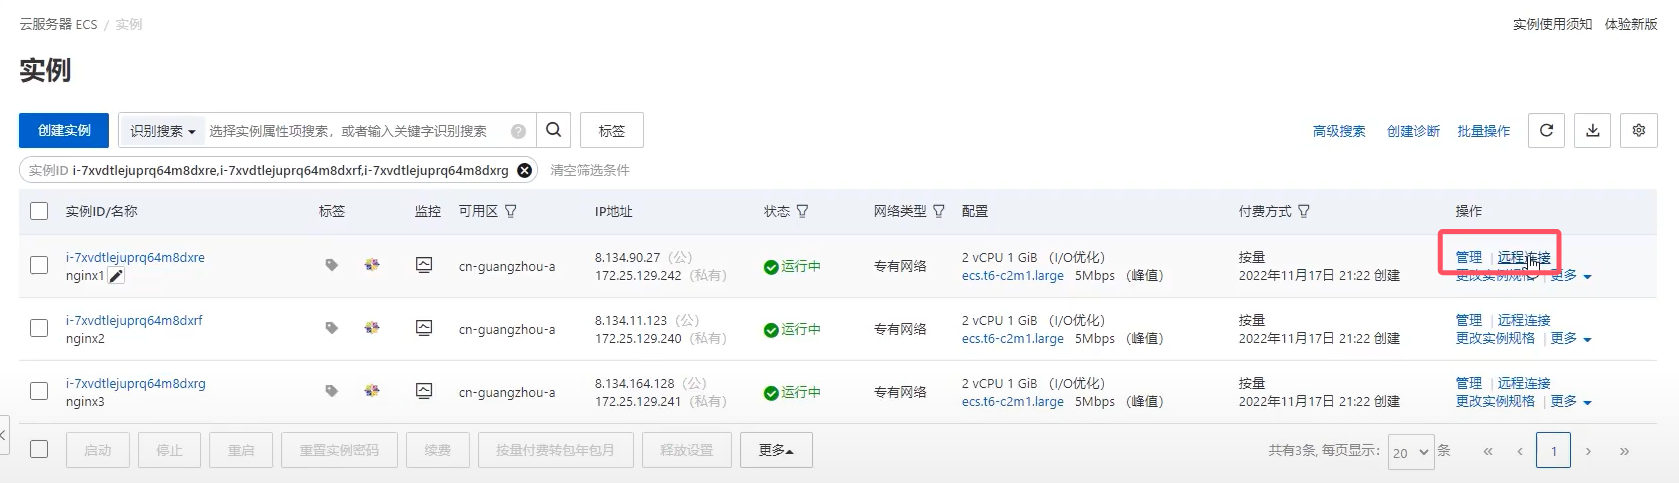 云服务器 ECS / 实例
实例使用须知 体验新版
实例
创建实例 识别搜索 选择实例属性项搜索，或者输入关键字识别搜索 ? 标签 高级搜索 创建诊断 批量操作
实例ID i-7xvdtlejuprq64m8dxre,i-7xvdtlejuprq64m8dxrf,i-7xvdtlejuprq64m8dxrg 清空筛选条件
实例ID/名称 标签 监控 可用区 IP地址 状态 网络类型 配置 付费方式 操作
i-7xvdtlejuprq64m8dxre 8.134.90.27（公） 2 vCPU 1 GiB （I/O优化） 按量 管理 | 远程连接
nginx1 cn-guangzhou-a 172.25.129.242（私有） 运行中 专有网络 ecs.t6-c2m1.large 5Mbps （峰值） 2022年11月17日 21:22 创建 更改实例规格 | 更多
i-7xvdtlejuprq64m8dxrf 8.134.11.123（公） 2 vCPU 1 GiB （I/O优化） 按量 管理 | 远程连接
nginx2 cn-guangzhou-a 172.25.129.240（私有） 运行中 专有网络 ecs.t6-c2m1.large 5Mbps （峰值） 2022年11月17日 21:22 创建 更改实例规格 | 更多
i-7xvdtlejuprq64m8dxrg 8.134.164.128（公） 2 vCPU 1 GiB （I/O优化） 按量 管理 | 远程连接
nginx3 cn-guangzhou-a 172.25.129.241（私有） 运行中 专有网络 ecs.t6-c2m1.large 5Mbps （峰值） 2022年11月17日 21:22 创建 更改实例规格 | 更多
启动 停止 重启 重置实例密码 续费 按量付费转包年包月 释放设置 更多 共有3条, 每页显示: 20 条 « ‹ 1 › »